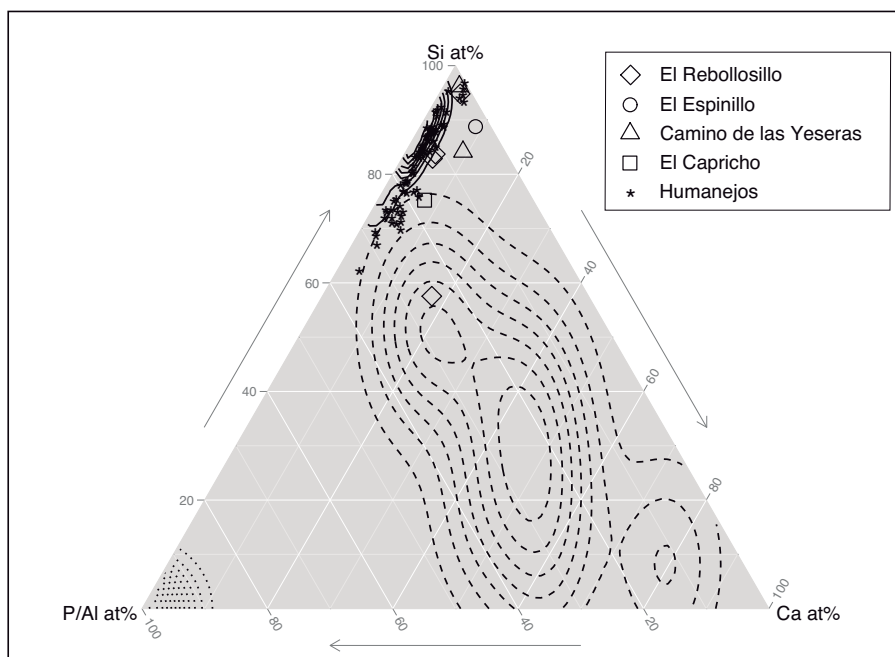 Si at%
100
El Rebollosillo
El Espinillo
Camino de las Yeseras
El Capricho
Humanejos
80
20
60
40
40
60
20
80
P/Al at%
Ca at%
100
60
40
20
100